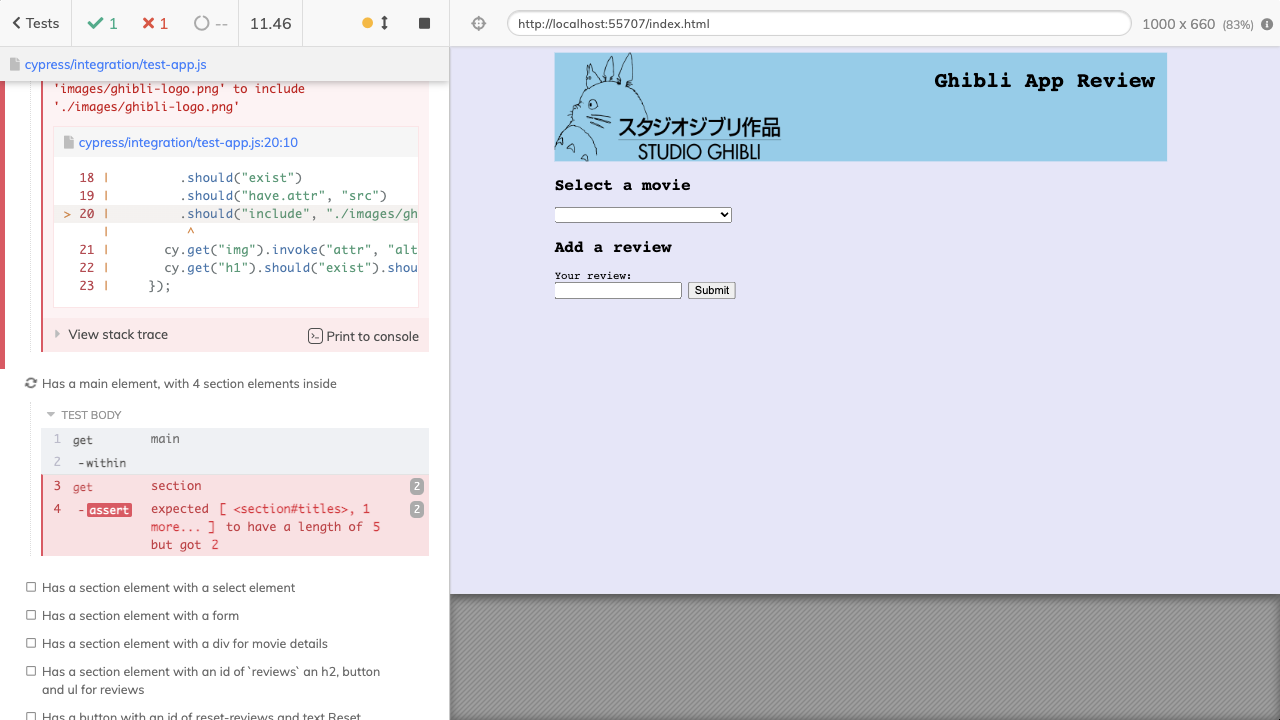 Tests
1
1
--
11.46
http://localhost:55707/index.html
1000 x 660 (83%)
cypress/integration/test-app.js
'images/ghibli-logo.png' to include
'./images/ghibli-logo.png'
cypress/integration/test-app.js:20:10
18 | .should("exist")
19 | .should("have.attr", "src")
> 20 | .should("include", "./images/gh
| ^
21 | cy.get("img").invoke("attr", "alt
22 | cy.get("h1").should("exist").shou
23 | });
View stack trace
Print to console
Has a main element, with 4 section elements inside
TEST BODY
1 get main
2 -within
3 get section 2
4 -assert expected [ <section#titles>, 1 2
more... ] to have a length of 5
but got 2
Has a section element with a select element
Has a section element with a form
Has a section element with a div for movie details
Has a section element with an id of `reviews` an h2, button
and ul for reviews
Has a button with an id of reset-reviews and text Reset
スタジオジブリ作品
STUDIO GHIBLI
Ghibli App Review
Select a movie
Add a review
Your review:
Submit